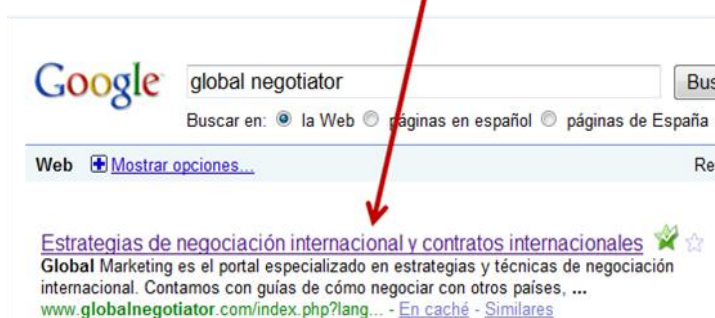 Google global negotiator
Buscar en: la Web páginas en español páginas de España
Web Mostrar opciones...
Estrategias de negociación internacional y contratos internacionales
Global Marketing es el portal especializado en estrategias y técnicas de negociación
internacional. Contamos con guías de cómo negociar con otros países, ...
www.globalnegotiator.com/index.php?lang... - En caché - Similares